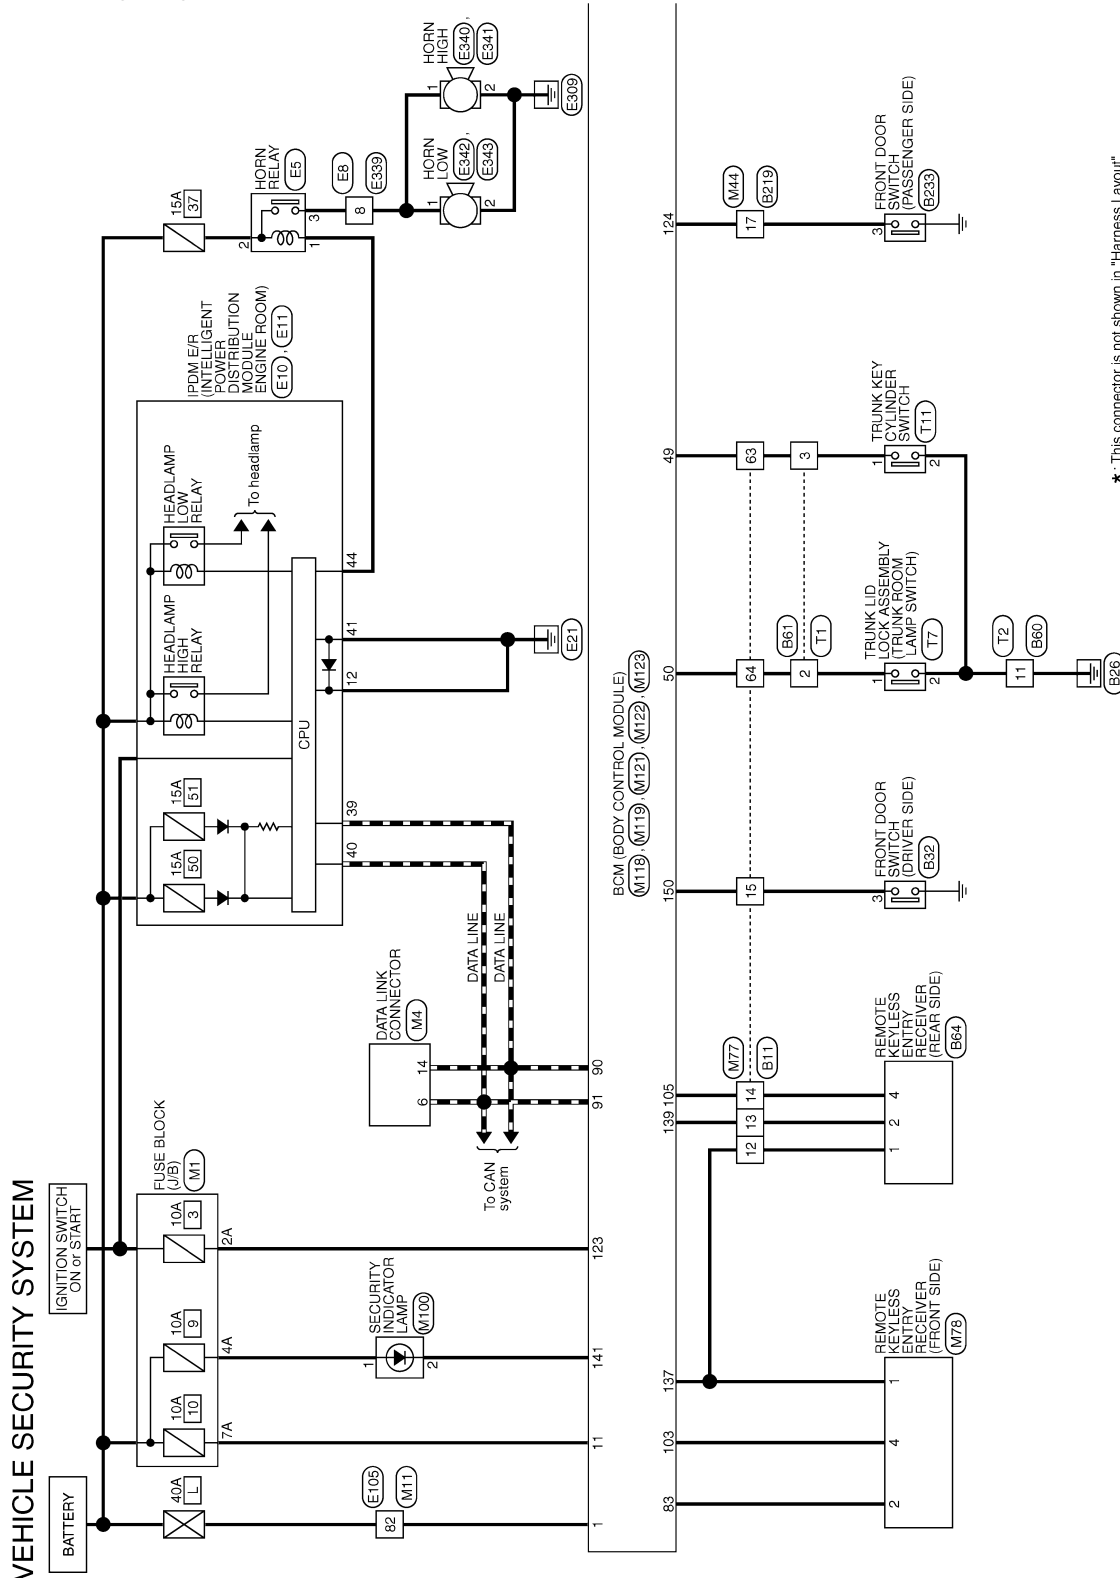 VEHICLE SECURITY SYSTEM
BATTERY
IGNITION SWITCH
ON or START
40A
L
10A
10
10A
9
10A
3
FUSE BLOCK
(J/B)
M1
7A
4A
2A
E105
M11
82
SECURITY
INDICATOR
LAMP
M100
1
2
DATA LINK
CONNECTOR
M4
6
14
To CAN
system
DATA LINE
DATA LINE
15A
50
15A
51
HEADLAMP
HIGH
RELAY
HEADLAMP
LOW
RELAY
To headlamp
CPU
IPDM E/R
(INTELLIGENT
POWER
DISTRIBUTION
MODULE
ENGINE ROOM)
E10 , E11
40
39
12
41
44
E21
15A
37
HORN
RELAY
E5
2
1
3
E8
E339
8
HORN
LOW
E342 ,
E343
1
2
HORN
HIGH
E340 ,
E341
1
2
E309
1
11
141
123
91
90
BCM (BODY CONTROL MODULE)
M118 , M119 , M121 , M122 , M123
83
103
137
139
105
150
50
49
124
M77
B11
12
13
14
15
64
63
M44
B219
17
B61
T1
2
3
2
4
1
REMOTE
KEYLESS
ENTRY
RECEIVER
(FRONT SIDE)
M78
1
2
4
REMOTE
KEYLESS
ENTRY
RECEIVER
(REAR SIDE)
B64
3
FRONT DOOR
SWITCH
(DRIVER SIDE)
B32
1
2
TRUNK LID
LOCK ASSEMBLY
(TRUNK ROOM
LAMP SWITCH)
T7
1
2
TRUNK KEY
CYLINDER
SWITCH
T11
3
FRONT DOOR
SWITCH
(PASSENGER SIDE)
B233
T2
B60
11
B26
* : This connector is not shown in "Harness Layout"